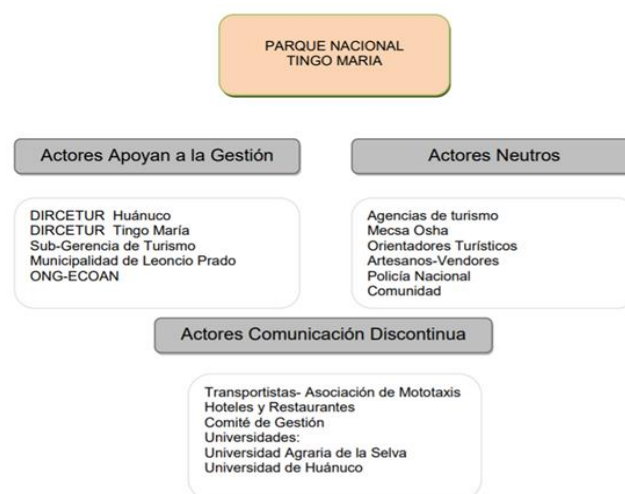 PARQUE NACIONAL
TINGO MARIA
Actores Apoyan a la Gestión
DIRCETUR Huánuco
DIRCETUR Tingo María
Sub-Gerencia de Turismo
Municipalidad de Leoncio Prado
ONG-ECOAN
Actores Neutros
Agencias de turismo
Mecsa Osha
Orientadores Turísticos
Artesanos-Vendores
Policía Nacional
Comunidad
Actores Comunicación Discontinua
Transportistas- Asociación de Mototaxis
Hoteles y Restaurantes
Comité de Gestión
Universidades:
Universidad Agraria de la Selva
Universidad de Huánuco